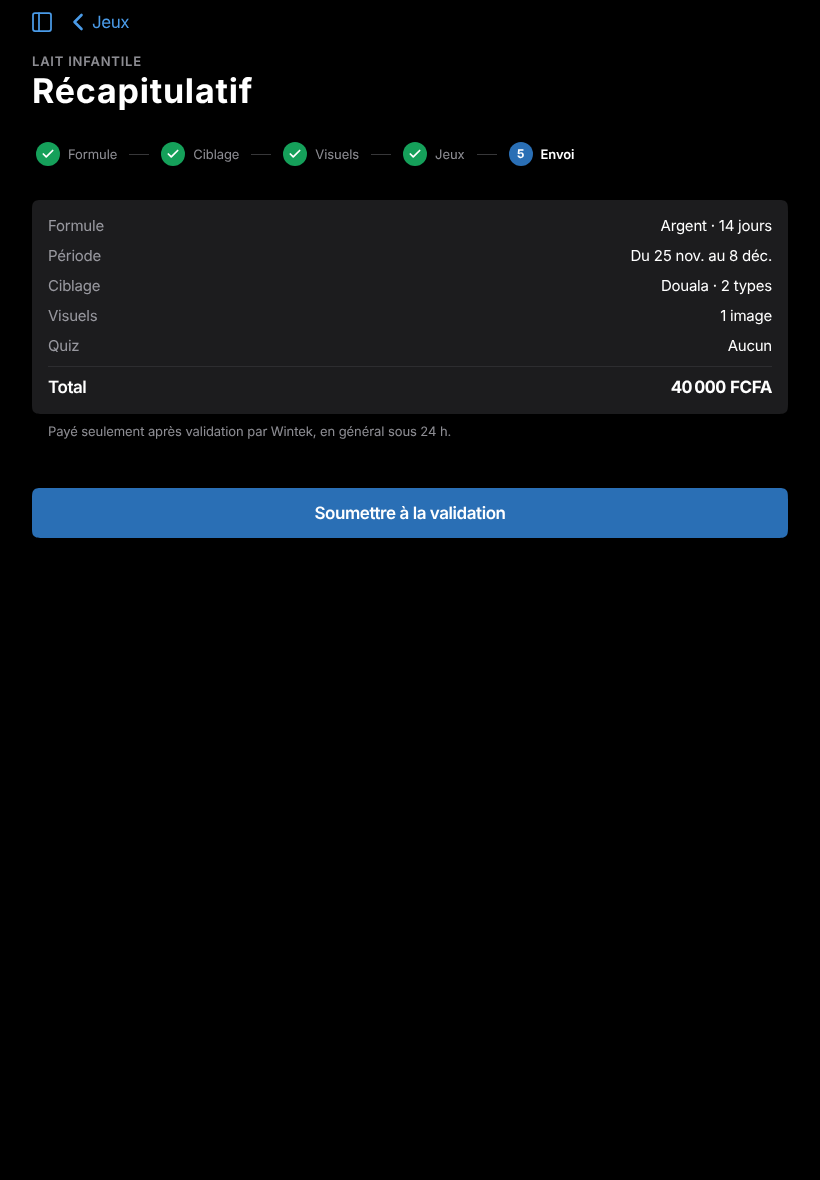 Jeux
LAIT INFANTILE
Récapitulatif
Formule Ciblage Visuels Jeux 5 Envoi
Formule Argent · 14 jours
Période Du 25 nov. au 8 déc.
Ciblage Douala · 2 types
Visuels 1 image
Quiz Aucun
Total 40 000 FCFA
Payé seulement après validation par Wintek, en général sous 24 h.
Soumettre à la validation